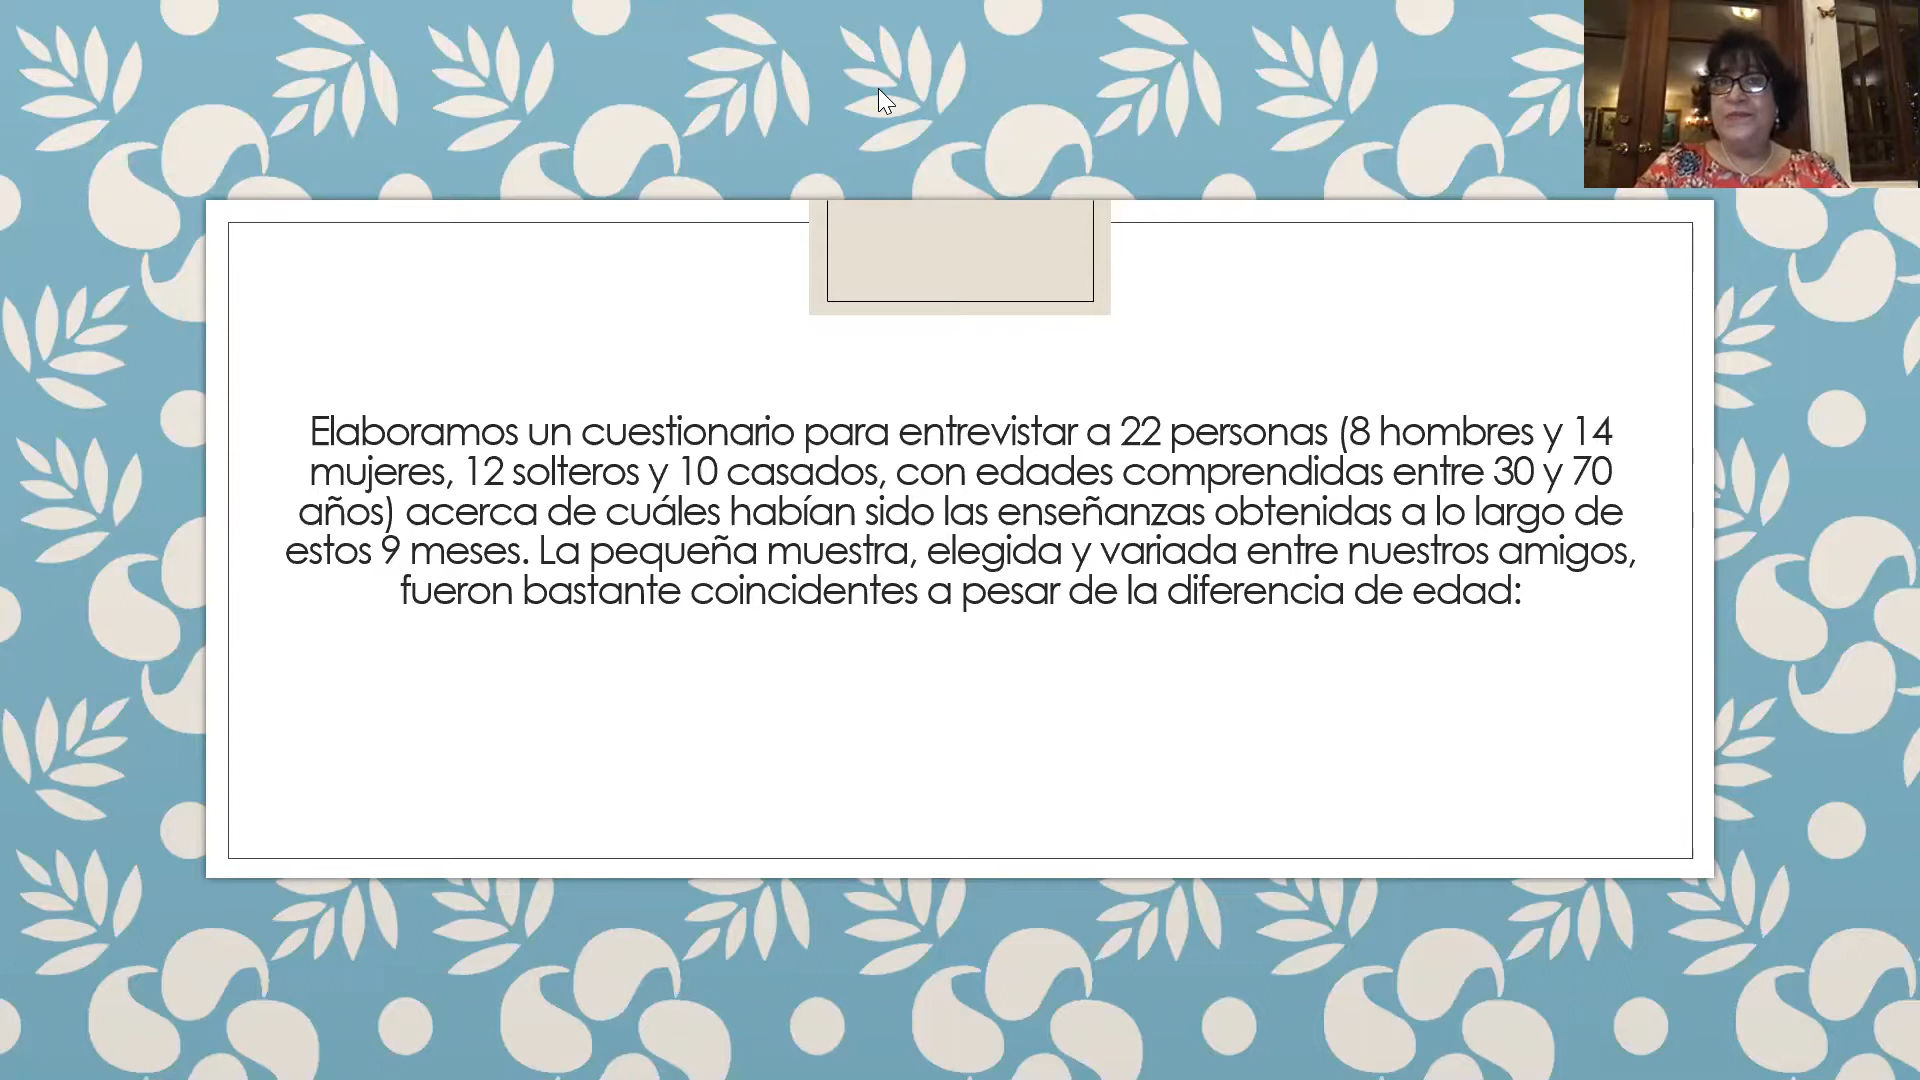 Elaboramos un cuestionario para entrevistar a 22 personas (8 hombres y 14
mujeres, 12 solteros y 10 casados, con edades comprendidas entre 30 y 70
años) acerca de cuáles habían sido las enseñanzas obtenidas a lo largo de
estos 9 meses. La pequeña muestra, elegida y variada entre nuestros amigos,
fueron bastante coincidentes a pesar de la diferencia de edad: